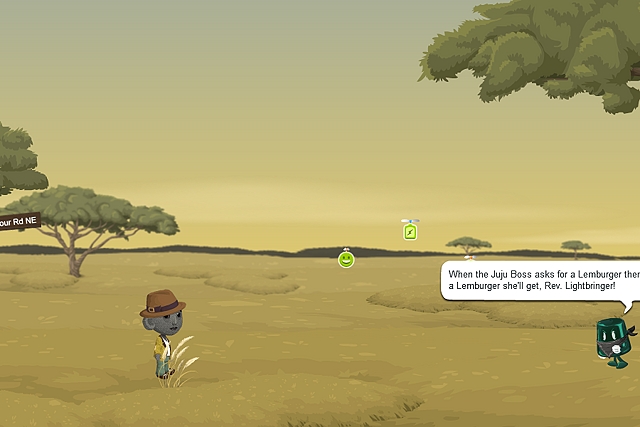 our Rd NE
When the Juju Boss asks for a Lemburger then
a Lemburger she'll get, Rev. Lightbringer!